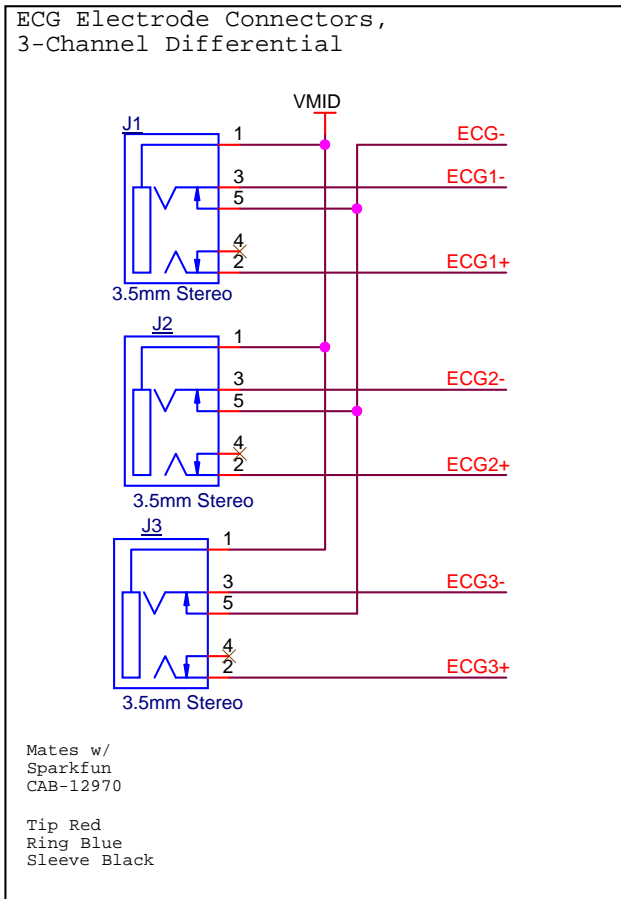 ECG Electrode Connectors,
3-Channel Differential
VMID
J1
1
ECG-
3
ECG1-
5
4
2
ECG1+
3.5mm Stereo
J2
1
3
ECG2-
5
4
2
ECG2+
3.5mm Stereo
J3
1
3
ECG3-
5
4
2
ECG3+
3.5mm Stereo
Mates w/
Sparkfun
CAB-12970
Tip Red
Ring Blue
Sleeve Black